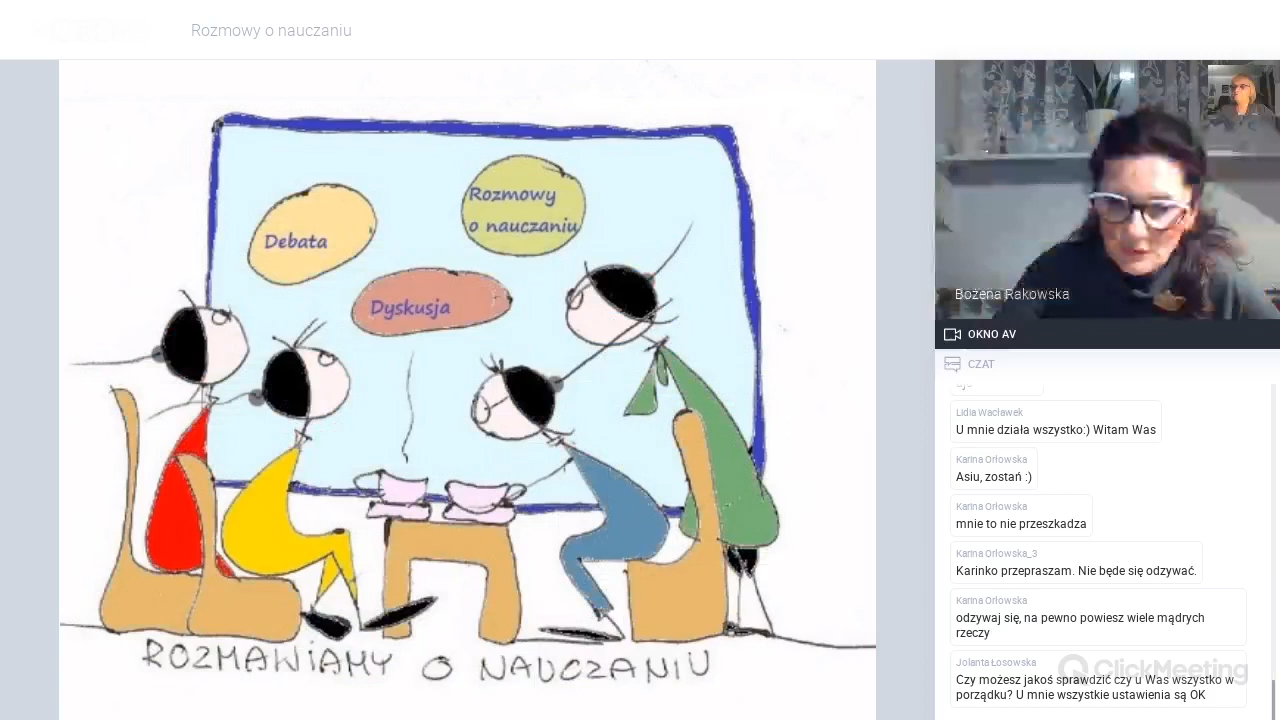 Rozmowy o nauczaniu
Debata
Rozmowy
o nauczaniu
Dyskusja
ROZMAWIAMY O NAUCZANIU
Bożena Rakowska
OKNO AV
CZAT
Lidia Wacławek
U mnie działa wszystko:) Witam Was
Karina Orłowska
Asiu, zostań :)
Karina Orłowska
mnie to nie przeszkadza
Karina Orłowska_3
Karinko przepraszam. Nie będe się odzywać.
Karina Orłowska
odzywaj się, na pewno powiesz wiele mądrych
rzeczy
Jolanta Łosowska
ClickMeeting
Czy możesz jakoś sprawdzić czy u Was wszystko w
porządku? U mnie wszystkie ustawienia są OK